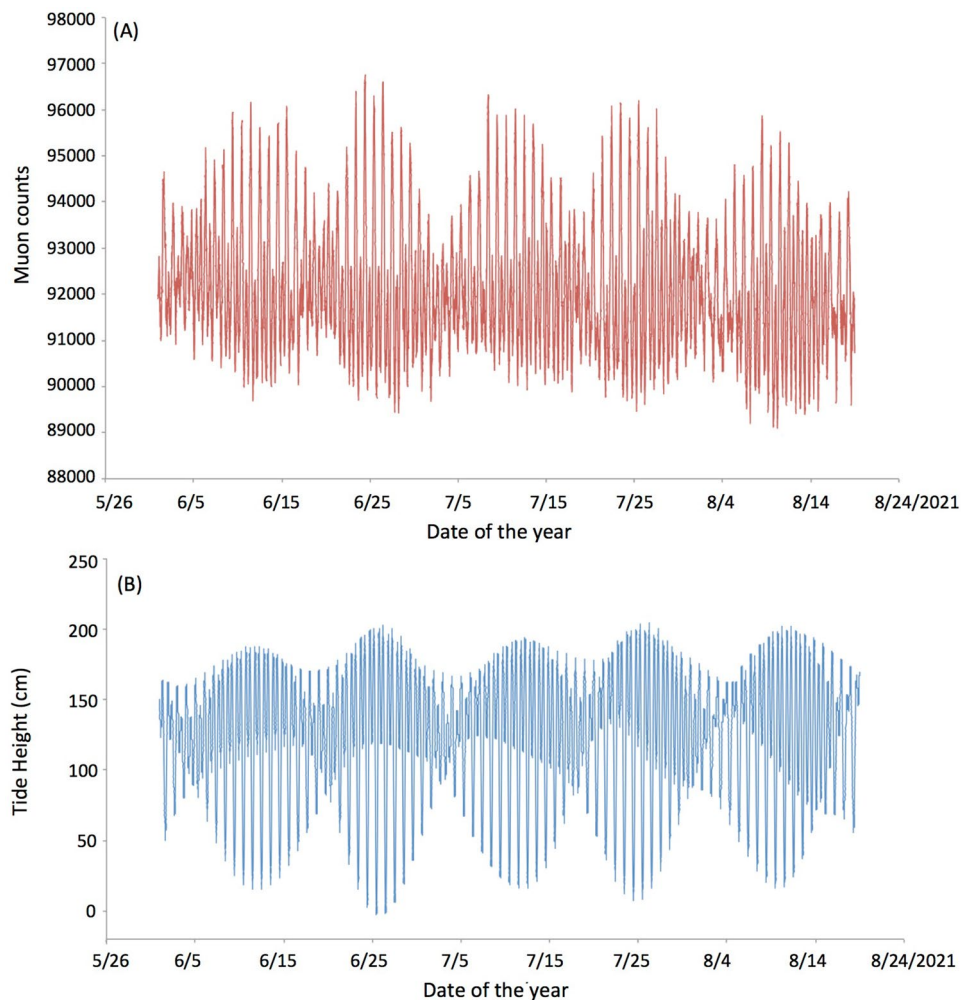 (A)
98000
97000
96000
95000
94000
93000
92000
91000
90000
89000
88000
Muon counts
5/26 6/5 6/15 6/25 7/5 7/15 7/25 8/4 8/14 8/24/2021
Date of the year
(B)
250
200
150
100
50
0
Tide Height (cm)
5/26 6/5 6/15 6/25 7/5 7/15 7/25 8/4 8/14 8/24/2021
Date of the year